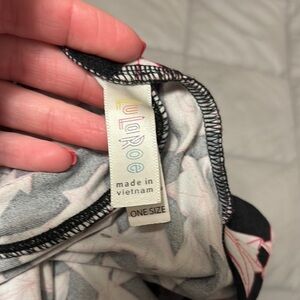 LuLaRoe
made in
vietnam
ONE SIZE